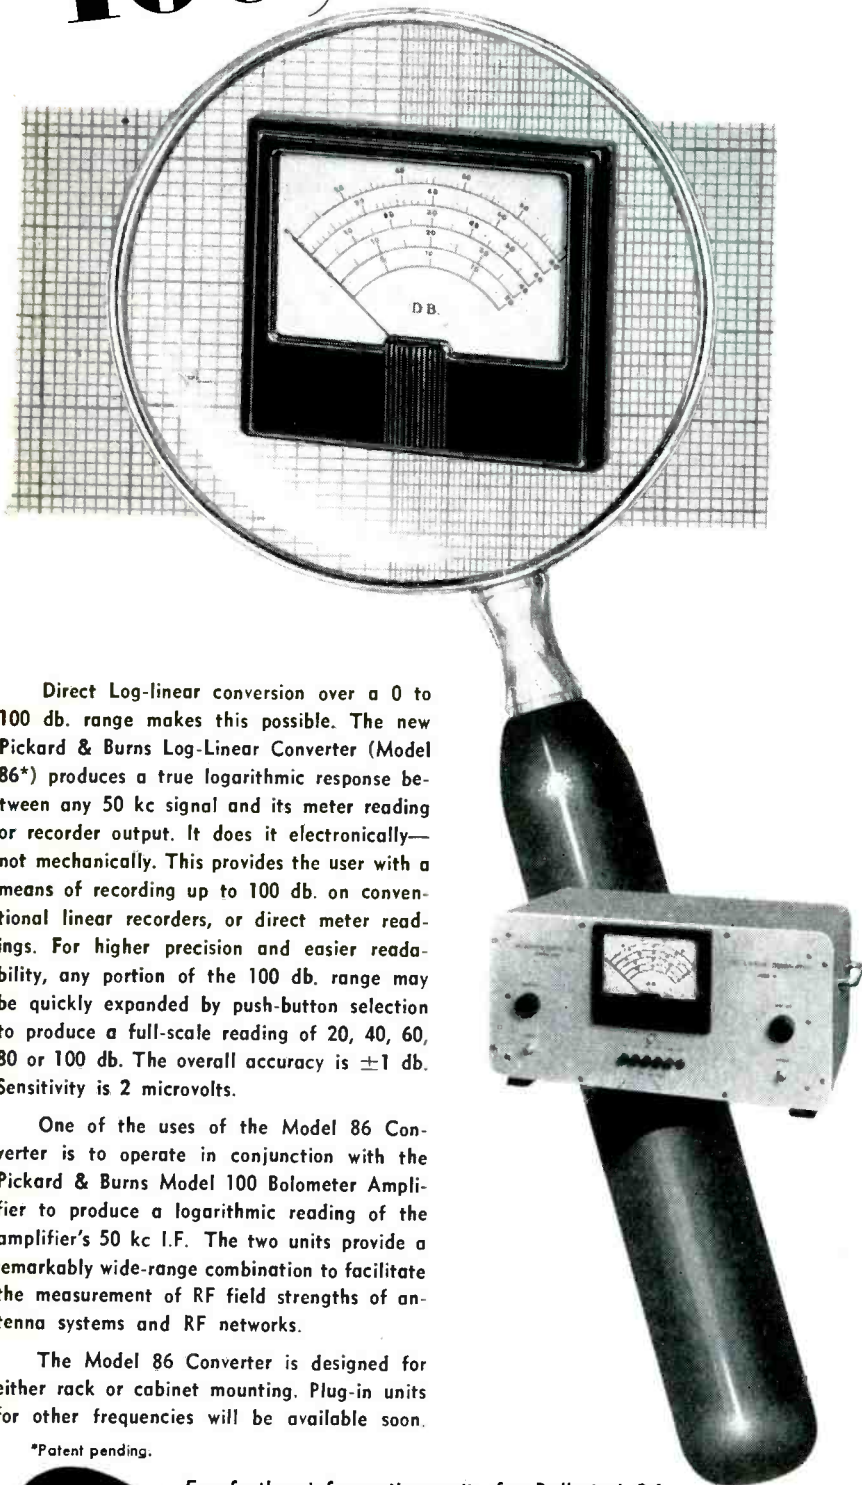 DB.
Direct Log-linear conversion over a 0 to
100 db. range makes this possible. The new
Pickard & Burns Log-Linear Converter (Model
86*) produces a true logarithmic response be-
tween any 50 kc signal and its meter reading
or recorder output. It does it electronically—
not mechanically. This provides the user with a
means of recording up to 100 db. on conven-
tional linear recorders, or direct meter read-
ings. For higher precision and easier reada-
bility, any portion of the 100 db. range may
be quickly expanded by push-button selection
to produce a full-scale reading of 20, 40, 60,
80 or 100 db. The overall accuracy is ±1 db.
Sensitivity is 2 microvolts.
One of the uses of the Model 86 Con-
verter is to operate in conjunction with the
Pickard & Burns Model 100 Bolometer Ampli-
fier to produce a logarithmic reading of the
amplifier's 50 kc I.F. The two units provide a
remarkably wide-range combination to facilitate
the measurement of RF field strengths of an-
tenna systems and RF networks.
The Model 86 Converter is designed for
either rack or cabinet mounting. Plug-in units
for other frequencies will be available soon.
*Patent pending.